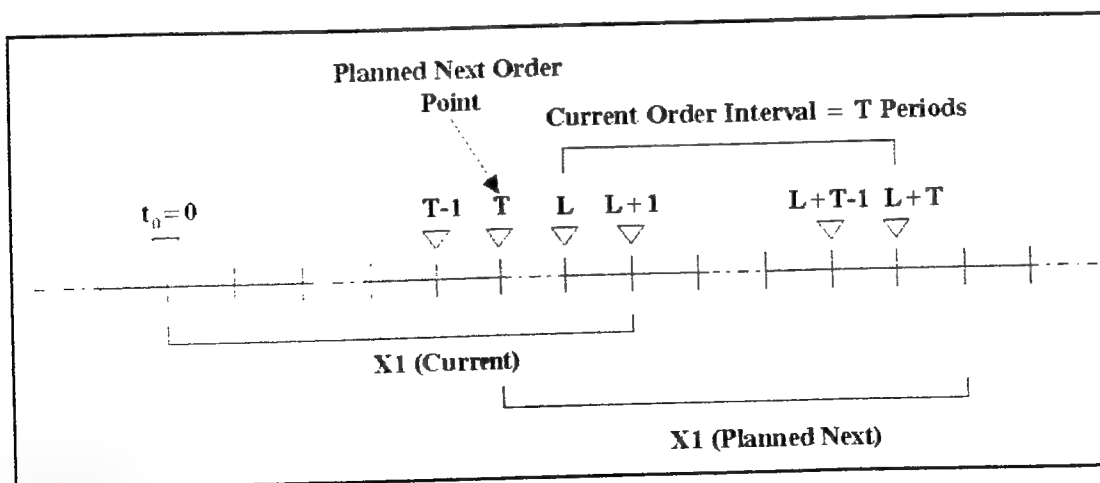 Planned Next Order
Point
Current Order Interval = T Periods
t₀=0
T-1 T L L+1 L+T-1 L+T
X1 (Current)
X1 (Planned Next)